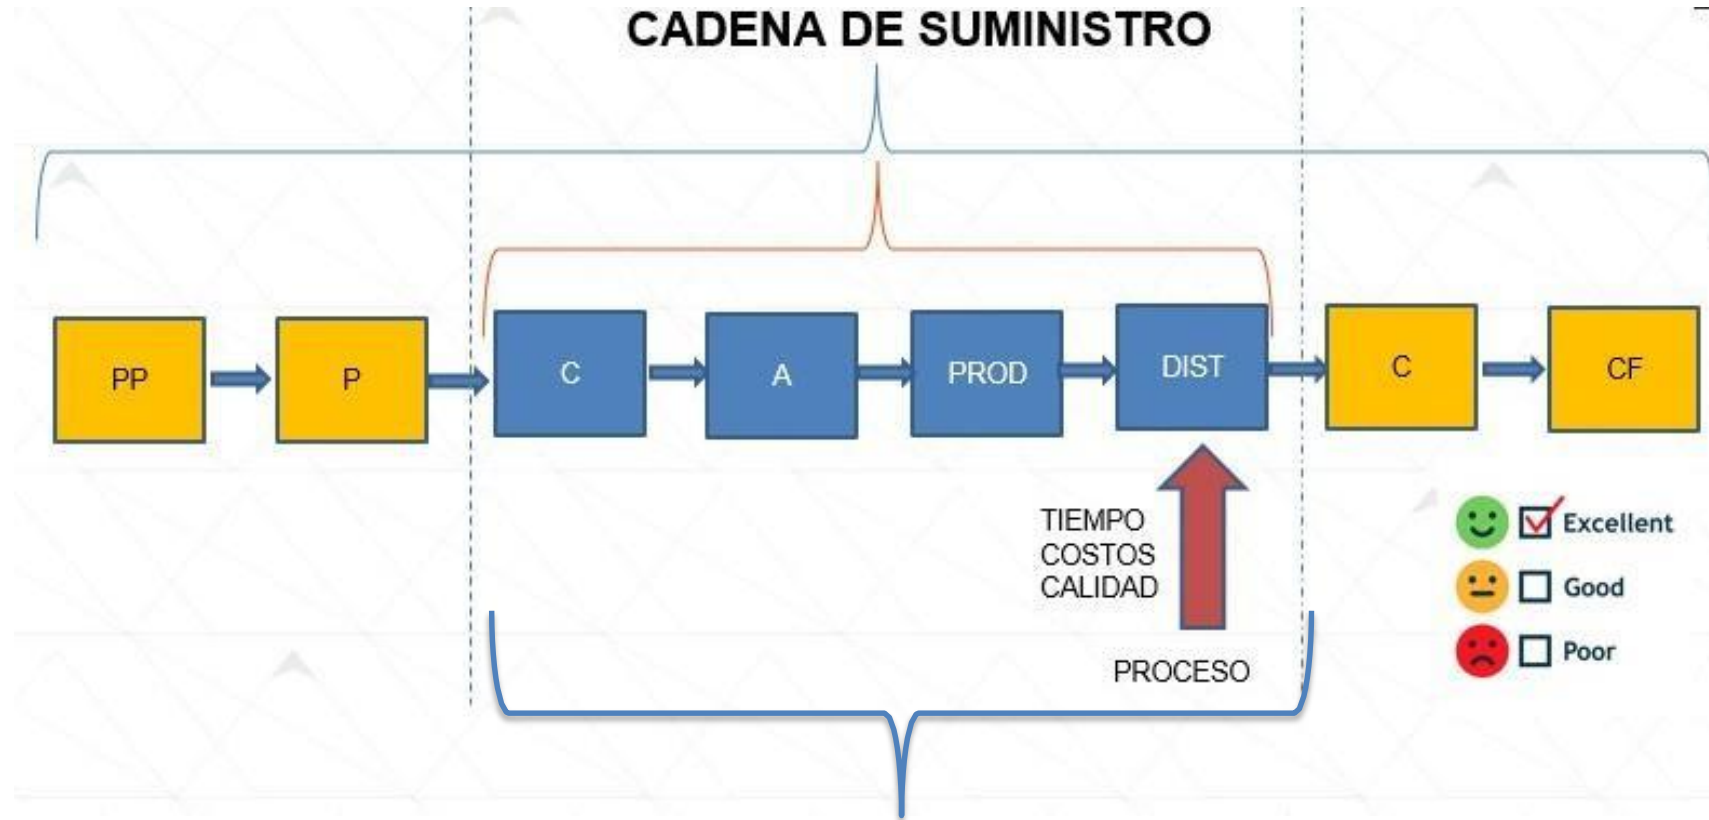 CADENA DE SUMINISTRO
PP
P
C
A
PROD
DIST
C
CF
TIEMPO
COSTOS
CALIDAD
PROCESO
Excellent
Good
Poor